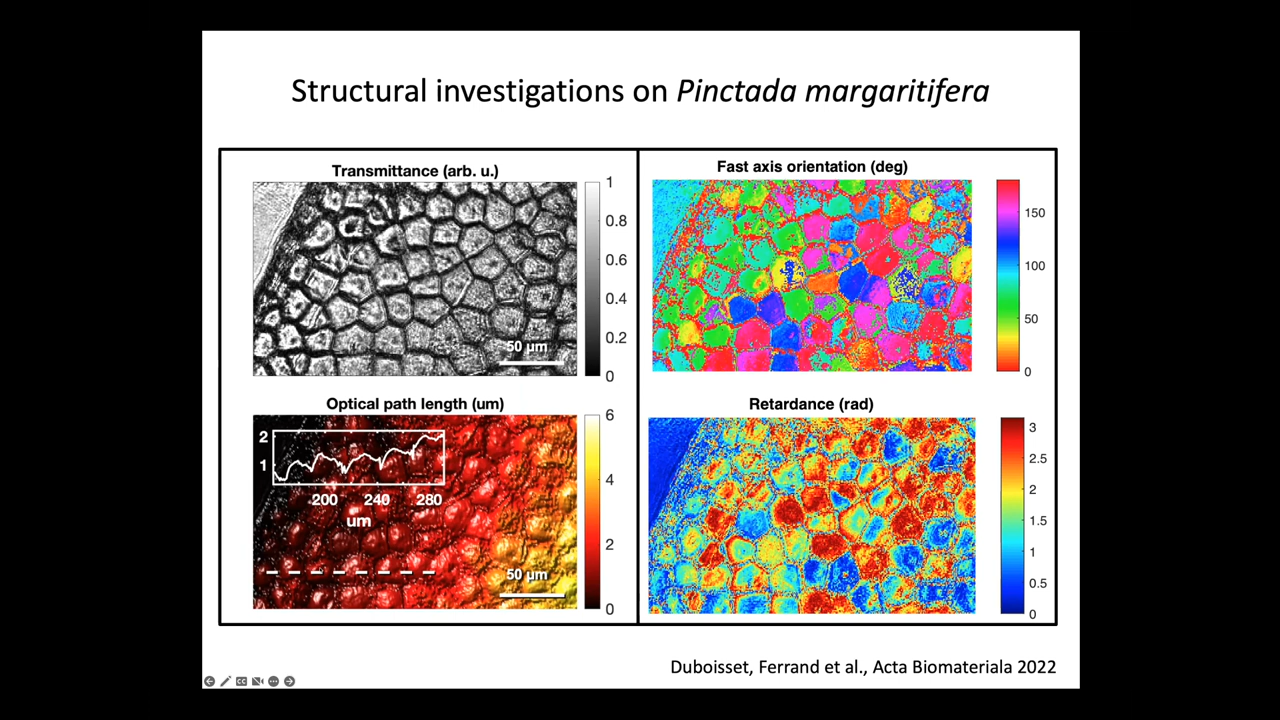 Structural investigations on Pinctada margaritifera
Transmittance (arb. u.)
1
0.8
0.6
0.4
0.2
0
50 µm
Fast axis orientation (deg)
150
100
50
0
Optical path length (um)
6
4
2
0
2
1
200 240 280
um
50 µm
Retardance (rad)
3
2.5
2
1.5
1
0.5
0
Duboisset, Ferrand et al., Acta Biomateriala 2022
CC